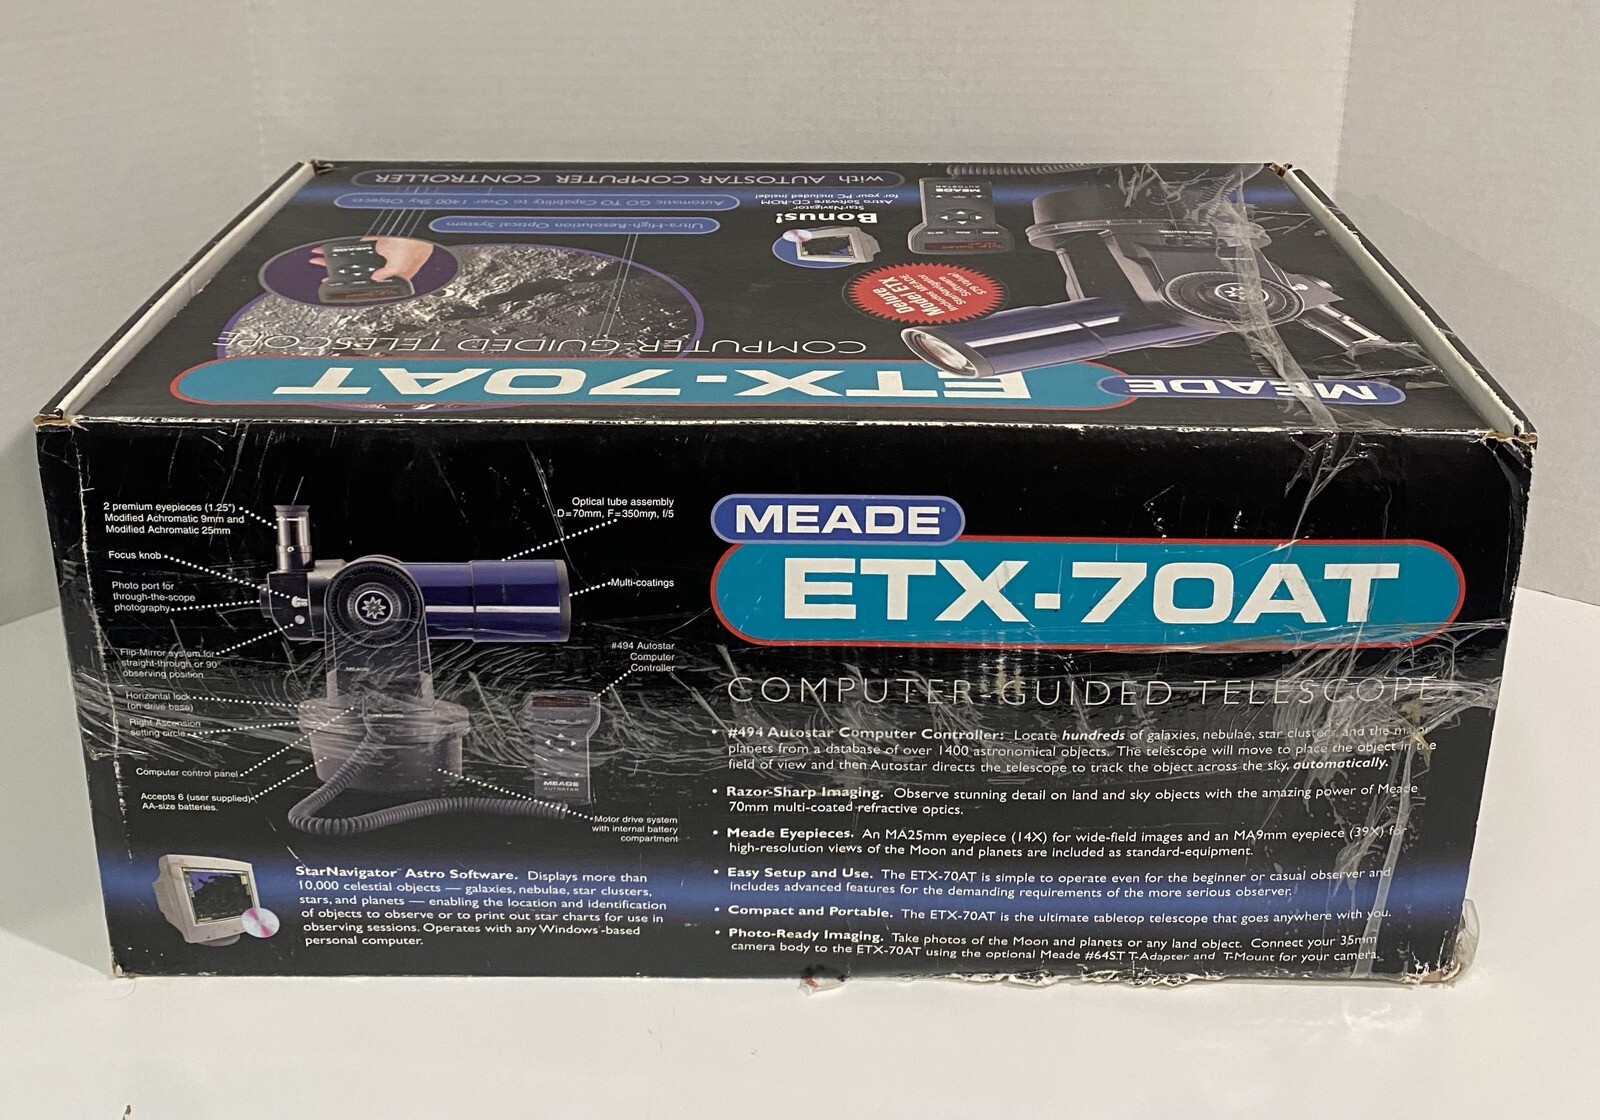 with AUTOSTAR COMPUTER CONTROLLER
Automatic GO TO Capability to Over 1400 Sky Objects
Ultra-High-Resolution Optical System
MEADE
Bonus!
StarNavigator
Astro Software CD-ROM
for your PC included inside!
MEADE
AUTOSTAR
Deluxe
Model ETX
Includes MEADE
StarNavigator
Software
$79 Value!
COMPUTER-GUIDED TELESCOPE
ETX-70AT
MEADE
2 premium eyepieces (1.25")
Modified Achromatic 9mm and
Modified Achromatic 25mm
Focus knob
Photo port for
through-the-scope
photography
Flip-Mirror system for
straight-through or 90°
observing position
Horizontal lock
(on drive base)
Right Ascension
setting circle
Computer control panel
Accepts 6 (user supplied)
AA-size batteries.
Optical tube assembly
D=70mm, F=350mm, f/5
Multi-coatings
#494 Autostar
Computer
Controller
MEADE
MEADE
AUTOSTAR
Motor drive system
with internal battery
compartment
StarNavigator™ Astro Software. Displays more than
10,000 celestial objects — galaxies, nebulae, star clusters,
stars, and planets — enabling the location and identification
of objects to observe or to print out star charts for use in
observing sessions. Operates with any Windows®-based
personal computer.
MEADE®
ETX-70AT
COMPUTER-GUIDED TELESCOPE
• #494 Autostar Computer Controller: Locate hundreds of galaxies, nebulae, star clusters, and the major
planets from a database of over 1400 astronomical objects. The telescope will move to place the object in the
field of view and then Autostar directs the telescope to track the object across the sky, automatically.
• Razor-Sharp Imaging. Observe stunning detail on land and sky objects with the amazing power of Meade
70mm multi-coated refractive optics.
• Meade Eyepieces. An MA25mm eyepiece (14X) for wide-field images and an MA9mm eyepiece (39X) for
high-resolution views of the Moon and planets are included as standard-equipment.
• Easy Setup and Use. The ETX-70AT is simple to operate even for the beginner or casual observer and
includes advanced features for the demanding requirements of the more serious observer.
• Compact and Portable. The ETX-70AT is the ultimate tabletop telescope that goes anywhere with you.
• Photo-Ready Imaging. Take photos of the Moon and planets or any land object. Connect your 35mm
camera body to the ETX-70AT using the optional Meade #64ST T-Adapter and T-Mount for your camera.